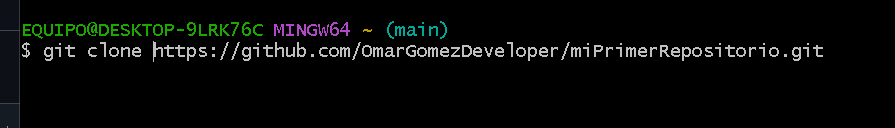 EQUIPO@DESKTOP-9LRK76C MINGW64 ~ (main)
$ git clone https://github.com/OmarGomezDeveloper/miPrimerRepositorio.git